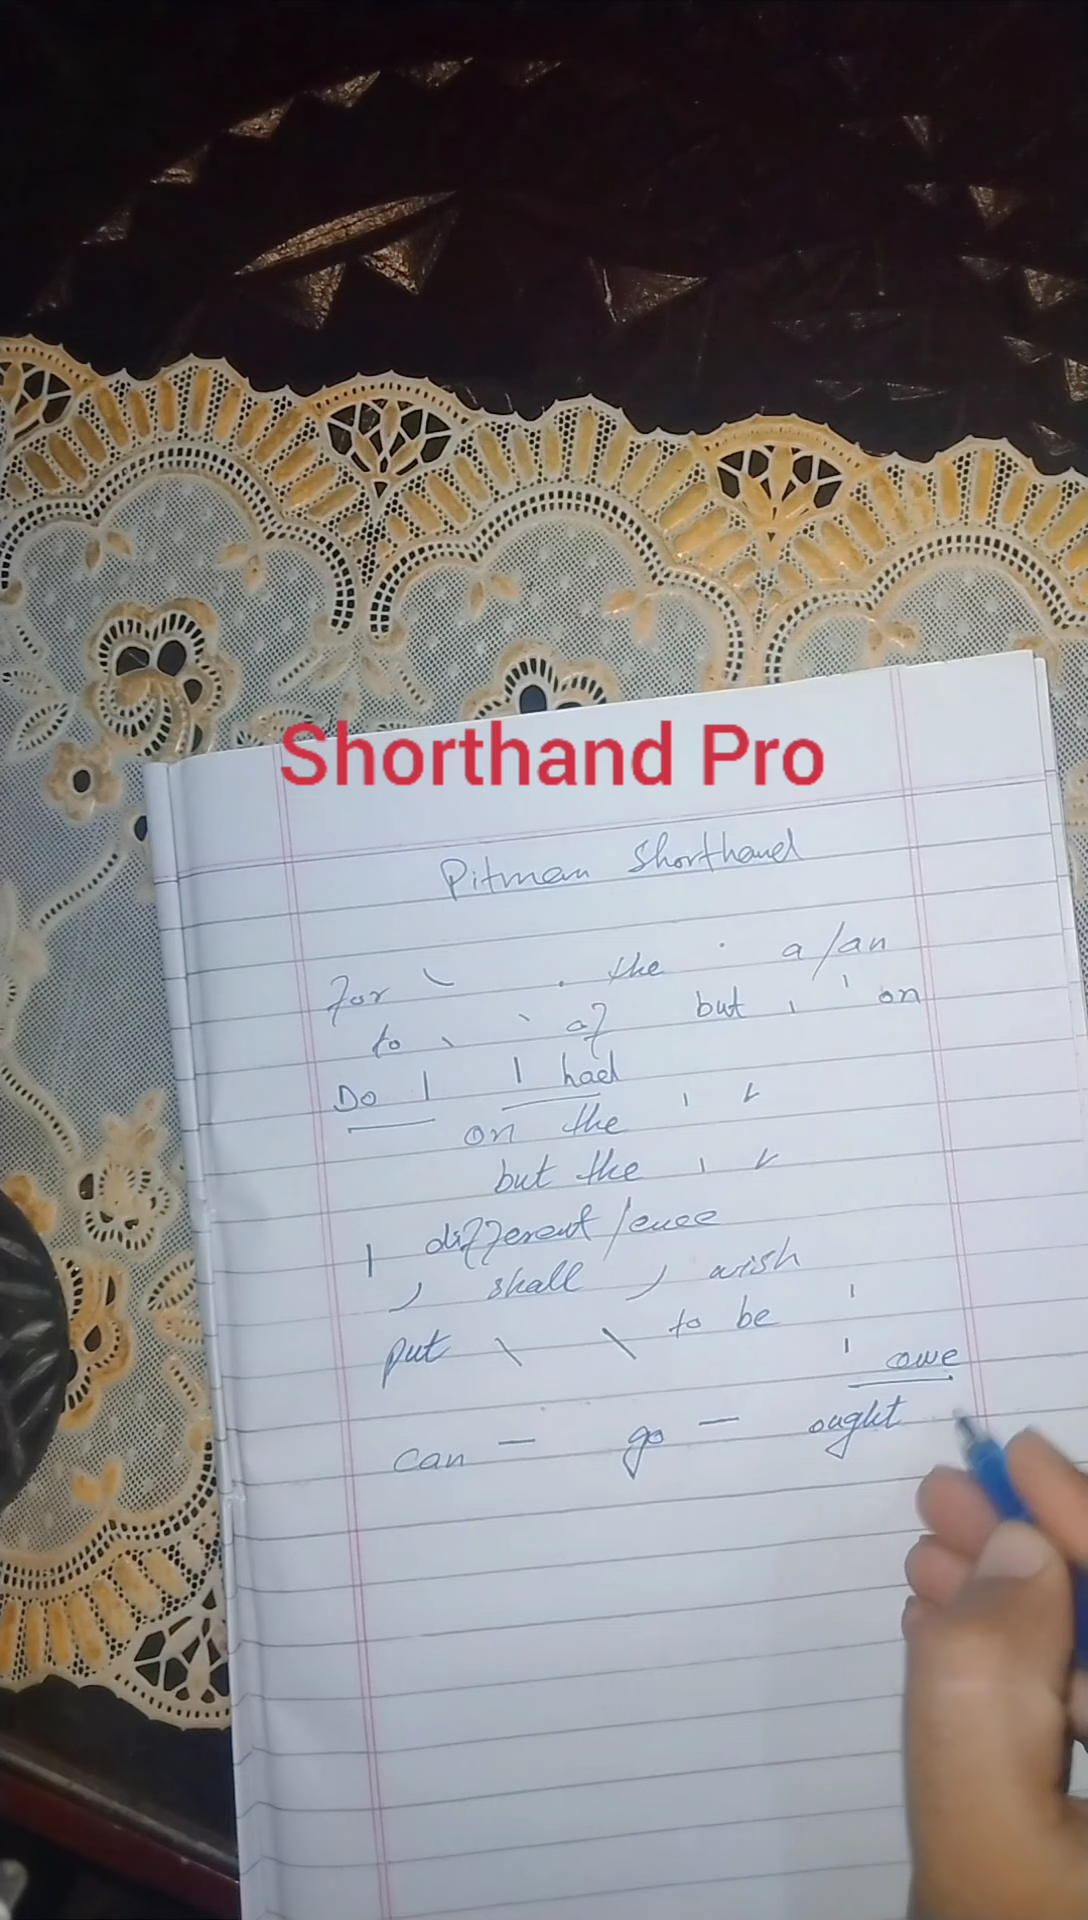 Shorthand Pro
Pitman Shorthand
For the a/an
to of but on
Do had
on the
but the
different/ence
shall wish
put to be
owe
can go ought